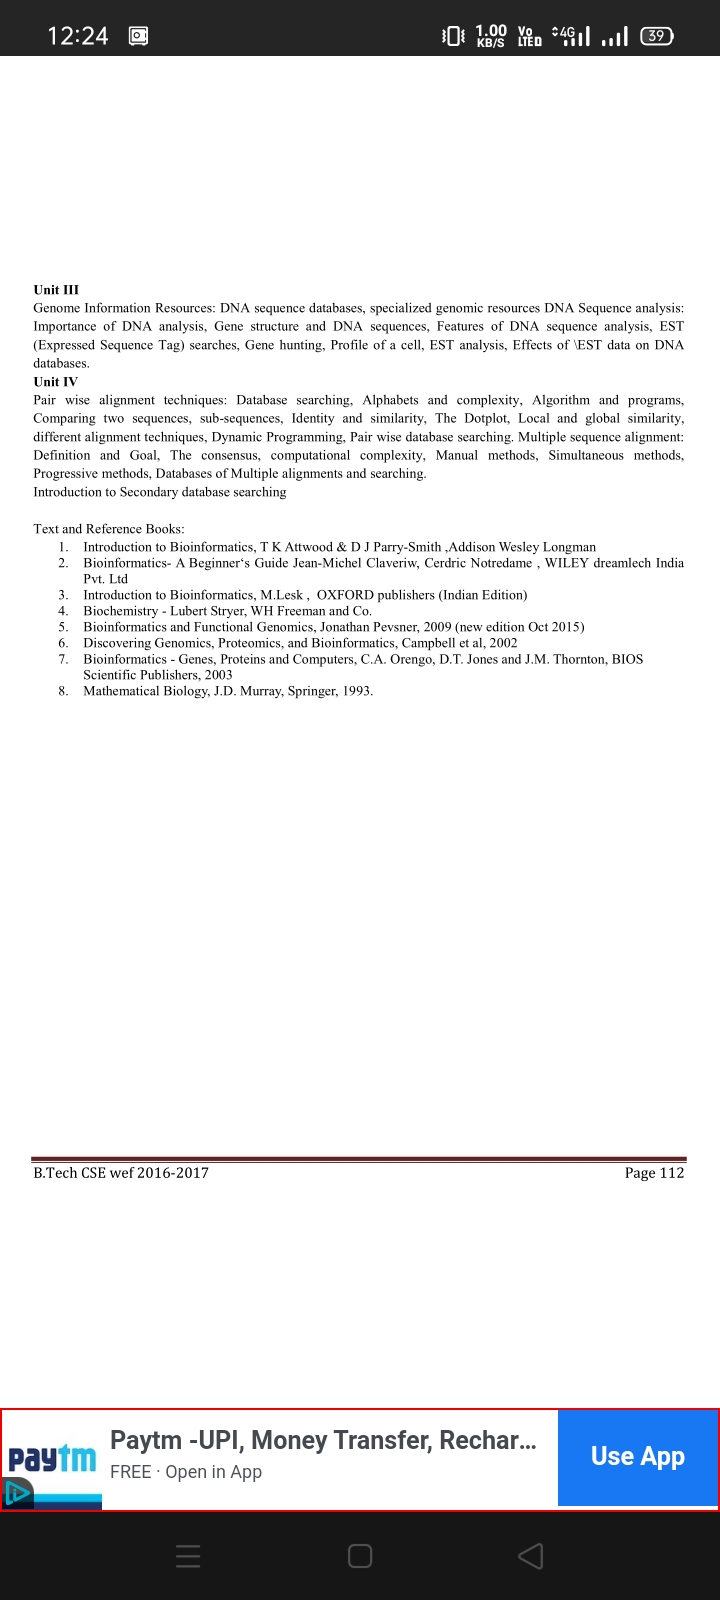 12:24
1.00
KB/S
Vo
LTE D
4G
39
Unit III
Genome Information Resources: DNA sequence databases, specialized genomic resources DNA Sequence analysis:
Importance of DNA analysis, Gene structure and DNA sequences, Features of DNA sequence analysis, EST
(Expressed Sequence Tag) searches, Gene hunting, Profile of a cell, EST analysis, Effects of \EST data on DNA
databases.
Unit IV
Pair wise alignment techniques: Database searching, Alphabets and complexity, Algorithm and programs,
Comparing two sequences, sub-sequences, Identity and similarity, The Dotplot, Local and global similarity,
different alignment techniques, Dynamic Programming, Pair wise database searching. Multiple sequence alignment:
Definition and Goal, The consensus, computational complexity, Manual methods, Simultaneous methods,
Progressive methods, Databases of Multiple alignments and searching.
Introduction to Secondary database searching
Text and Reference Books:
1. Introduction to Bioinformatics, T K Attwood & D J Parry-Smith ,Addison Wesley Longman
2. Bioinformatics- A Beginner‘s Guide Jean-Michel Claveriw, Cerdric Notredame , WILEY dreamlech India
Pvt. Ltd
3. Introduction to Bioinformatics, M.Lesk , OXFORD publishers (Indian Edition)
4. Biochemistry - Lubert Stryer, WH Freeman and Co.
5. Bioinformatics and Functional Genomics, Jonathan Pevsner, 2009 (new edition Oct 2015)
6. Discovering Genomics, Proteomics, and Bioinformatics, Campbell et al, 2002
7. Bioinformatics - Genes, Proteins and Computers, C.A. Orengo, D.T. Jones and J.M. Thornton, BIOS
Scientific Publishers, 2003
8. Mathematical Biology, J.D. Murray, Springer, 1993.
B.Tech CSE wef 2016-2017 Page 112
paytm
Paytm -UPI, Money Transfer, Rechar...
FREE · Open in App
Use App